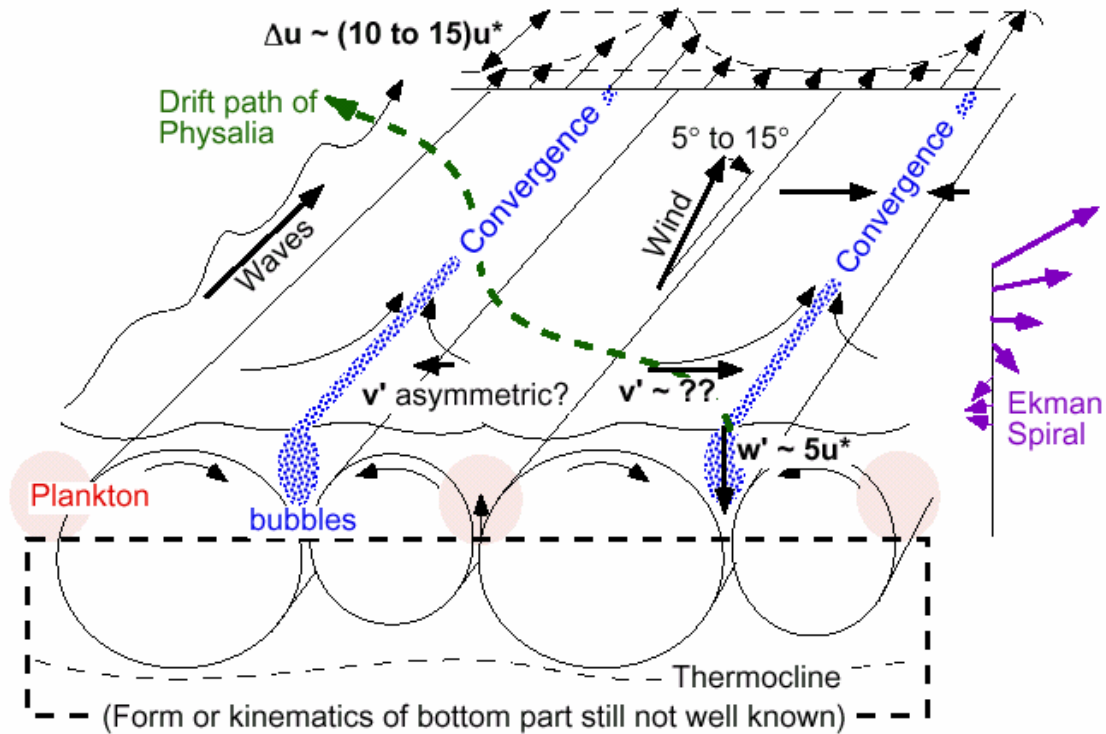 Δu ~ (10 to 15)u*
Drift path of
Physalia
5° to 15°
Convergence
Convergence
Wind
Waves
v' asymmetric?
v' ~ ??
Ekman
Spiral
w' ~ 5u*
Plankton
bubbles
Thermocline
(Form or kinematics of bottom part still not well known)